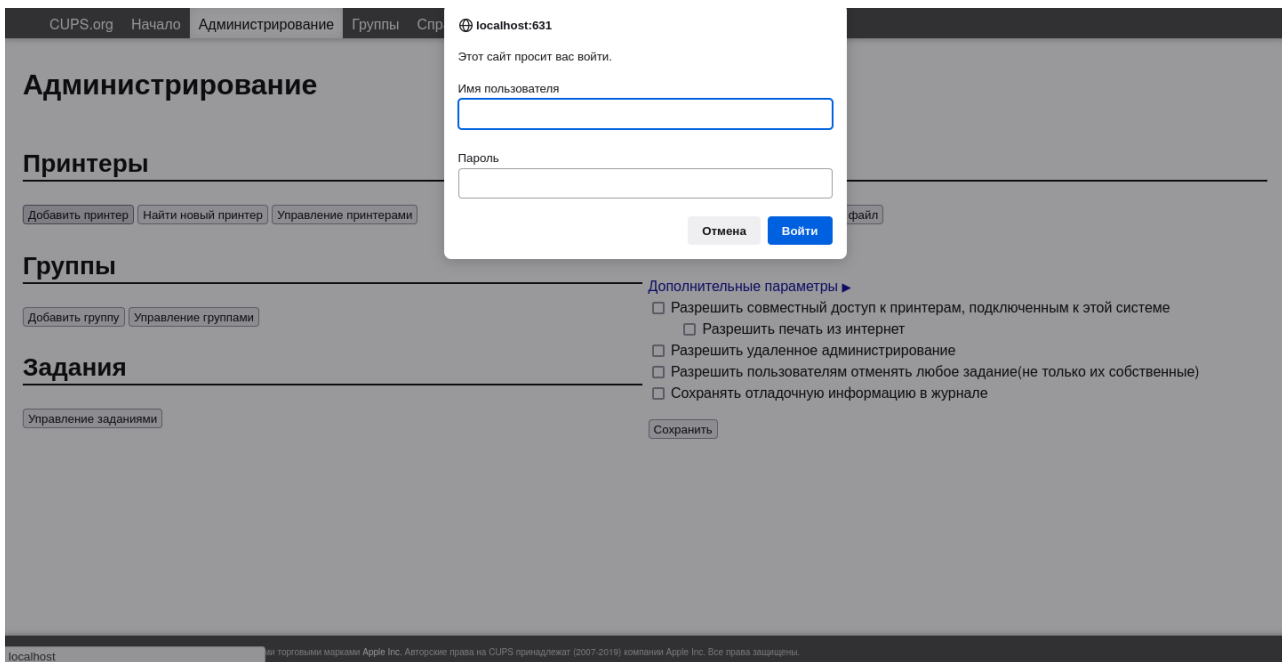 CUPS.org Начало Администрирование Группы
localhost:631
Этот сайт просит вас войти.
Имя пользователя
Пароль
Отмена Войти
Администрирование
Принтеры
Добавить принтер Найти новый принтер Управление принтерами
файл
Группы
Добавить группу Управление группами
Задания
Управление заданиями
Дополнительные параметры ▶
Разрешить совместный доступ к принтерам, подключенным к этой системе
Разрешить печать из интернет
Разрешить удаленное администрирование
Разрешить пользователям отменять любое задание(не только их собственные)
Сохранять отладочную информацию в журнале
Сохранить
торговыми марками Apple Inc. Авторские права на CUPS принадлежат (2007-2019) компании Apple Inc. Все права защищены.
localhost